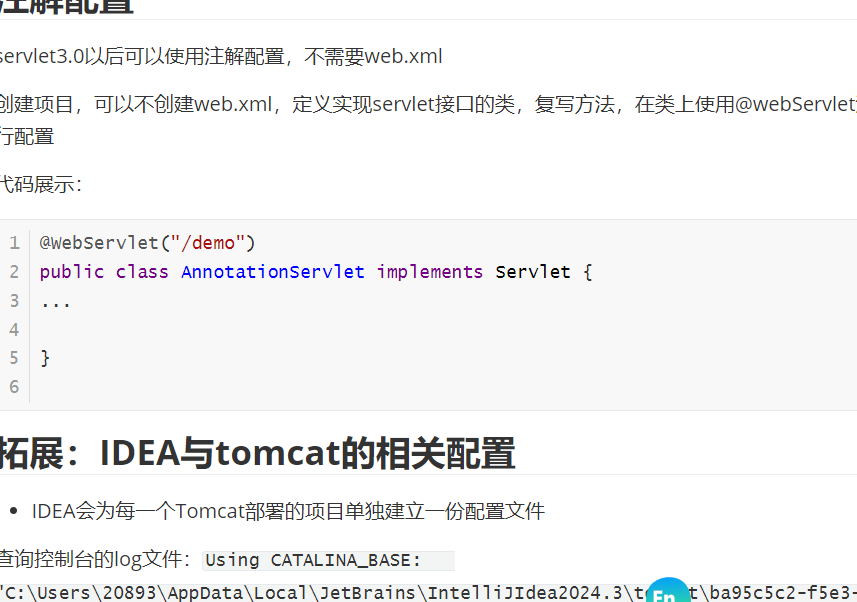 注解配置
servlet3.0以后可以使用注解配置，不需要web.xml
创建项目，可以不创建web.xml，定义实现servlet接口的类，复写方法，在类上使用@webServlet
行配置
代码展示：
1 @WebServlet("/demo")
2 public class AnnotationServlet implements Servlet {
3 ...
4
5 }
6
拓展：IDEA与tomcat的相关配置
• IDEA会为每一个Tomcat部署的项目单独建立一份配置文件
查询控制台的log文件：Using CATALINA_BASE:
"C:\Users\20893\AppData\Local\JetBrains\IntelliJIdea2024.3\ \ba95c5c2-f5e3-
En